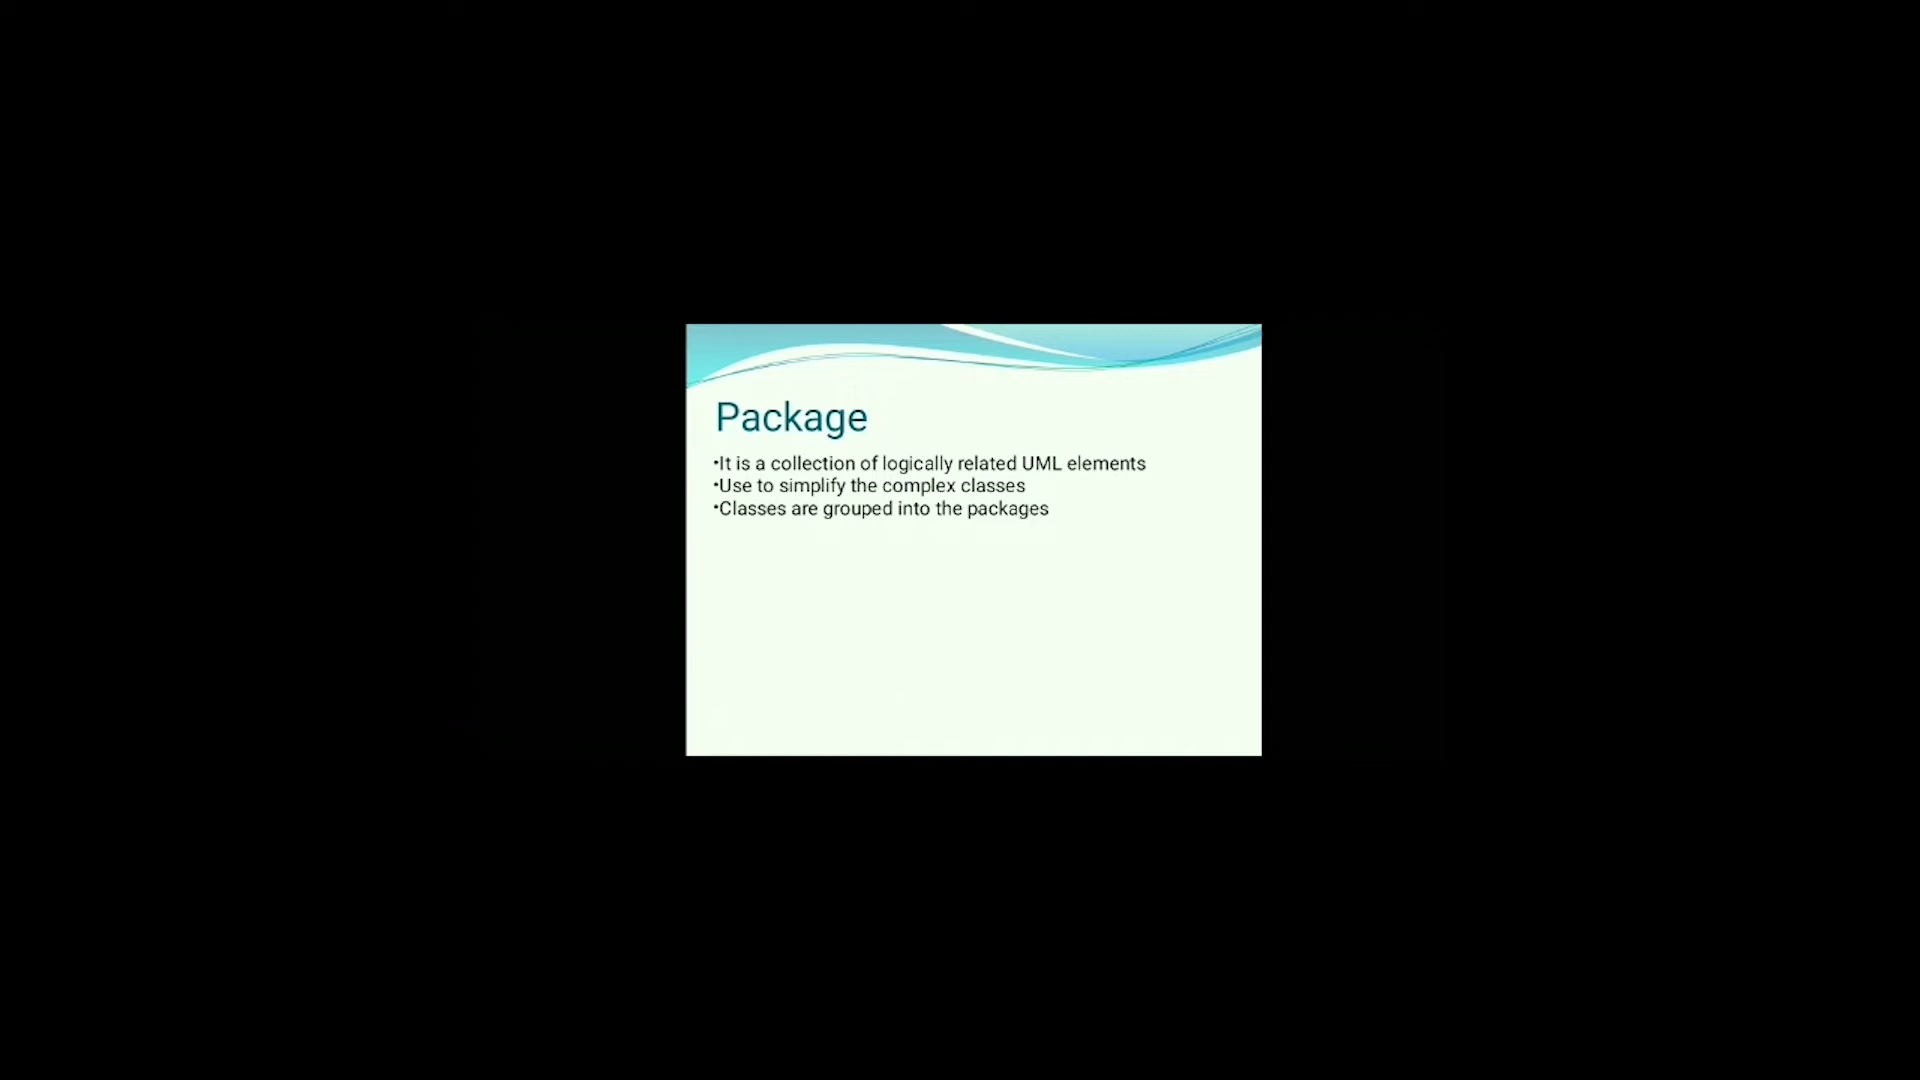 Package
•It is a collection of logically related UML elements
•Use to simplify the complex classes
•Classes are grouped into the packages